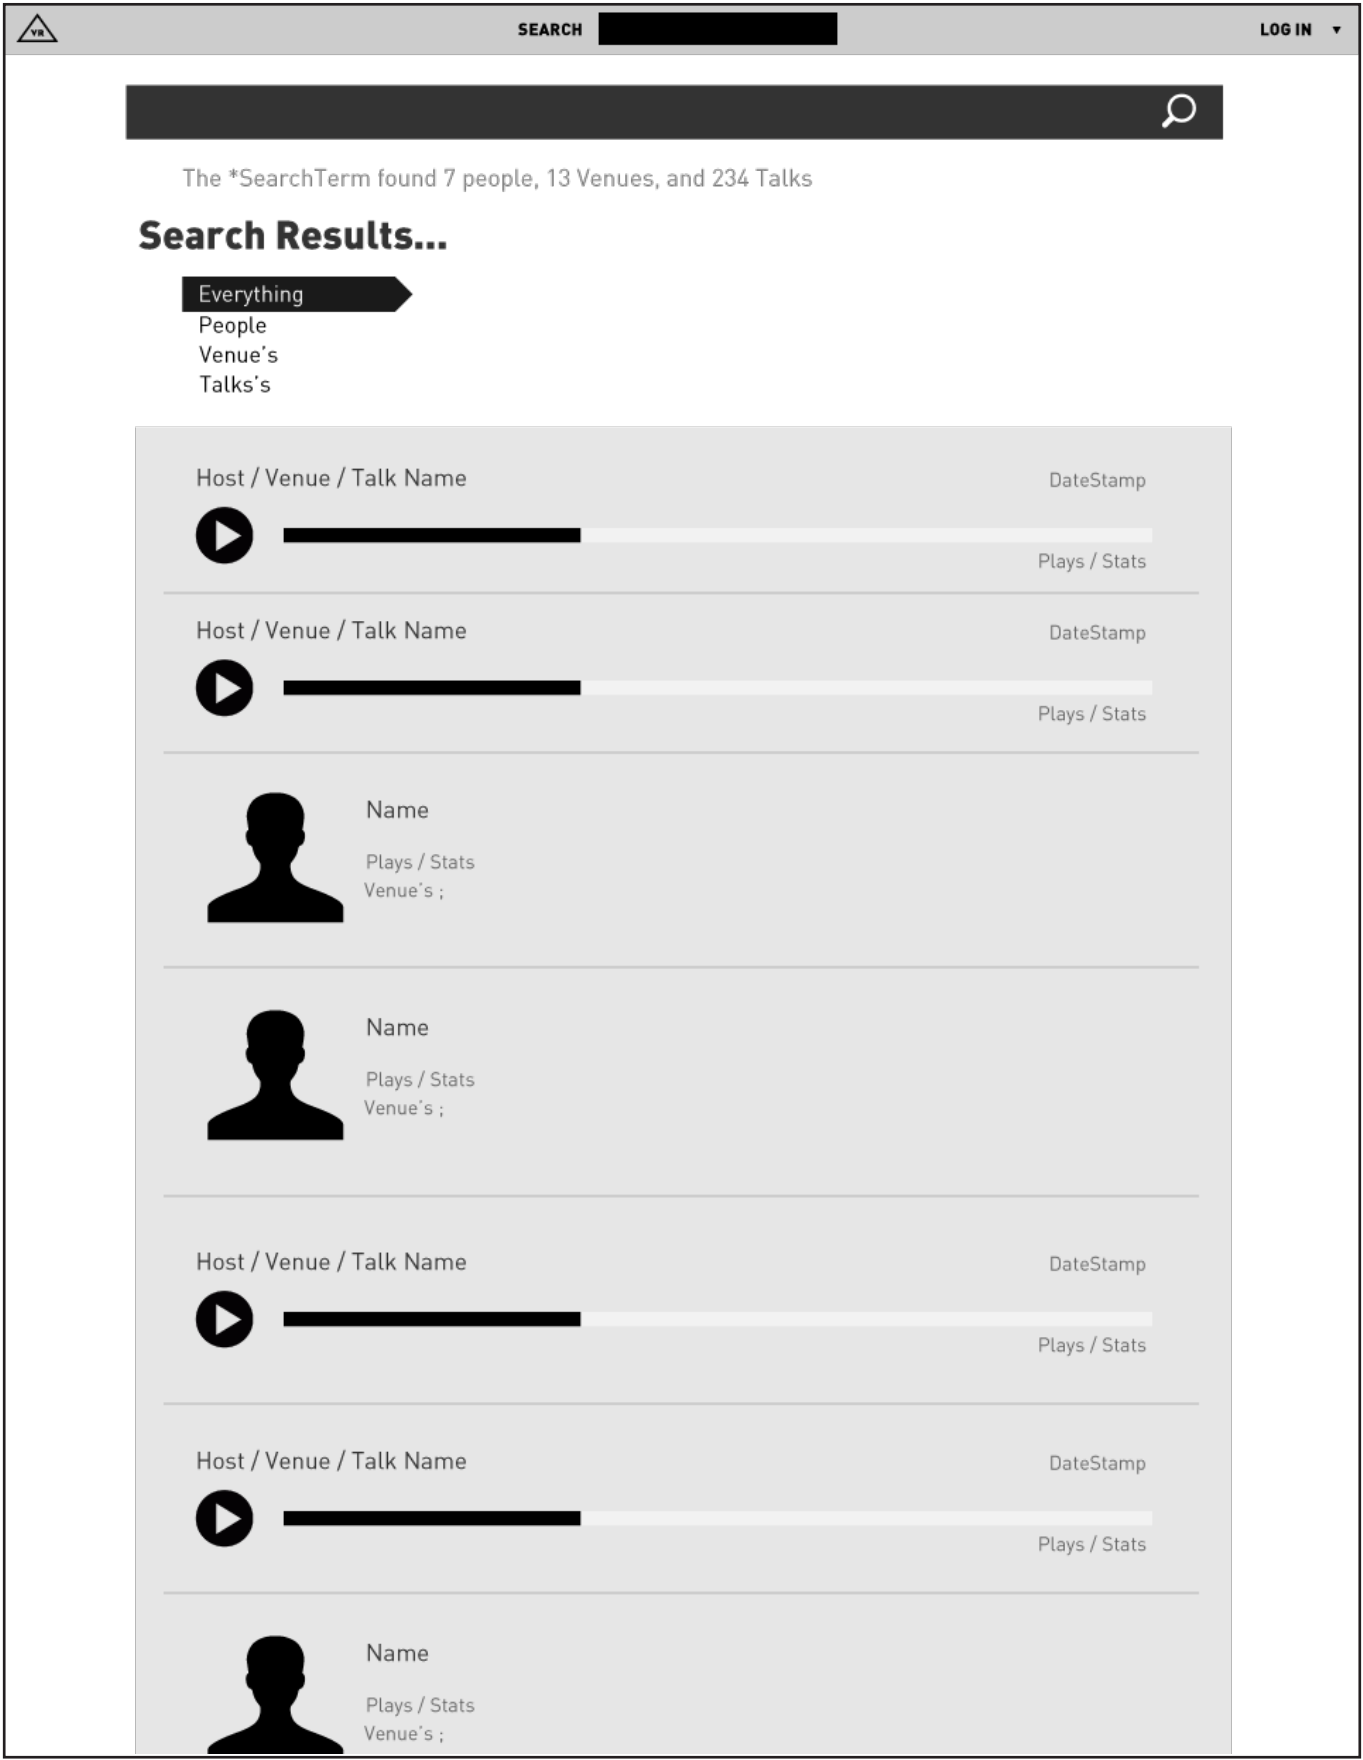 VR
SEARCH
LOG IN
The *SearchTerm found 7 people, 13 Venues, and 234 Talks
Search Results...
Everything
People
Venue's
Talks's
Host / Venue / Talk Name
DateStamp
Plays / Stats
Host / Venue / Talk Name
DateStamp
Plays / Stats
Name
Plays / Stats
Venue's ;
Name
Plays / Stats
Venue's ;
Host / Venue / Talk Name
DateStamp
Plays / Stats
Host / Venue / Talk Name
DateStamp
Plays / Stats
Name
Plays / Stats
Venue's ;